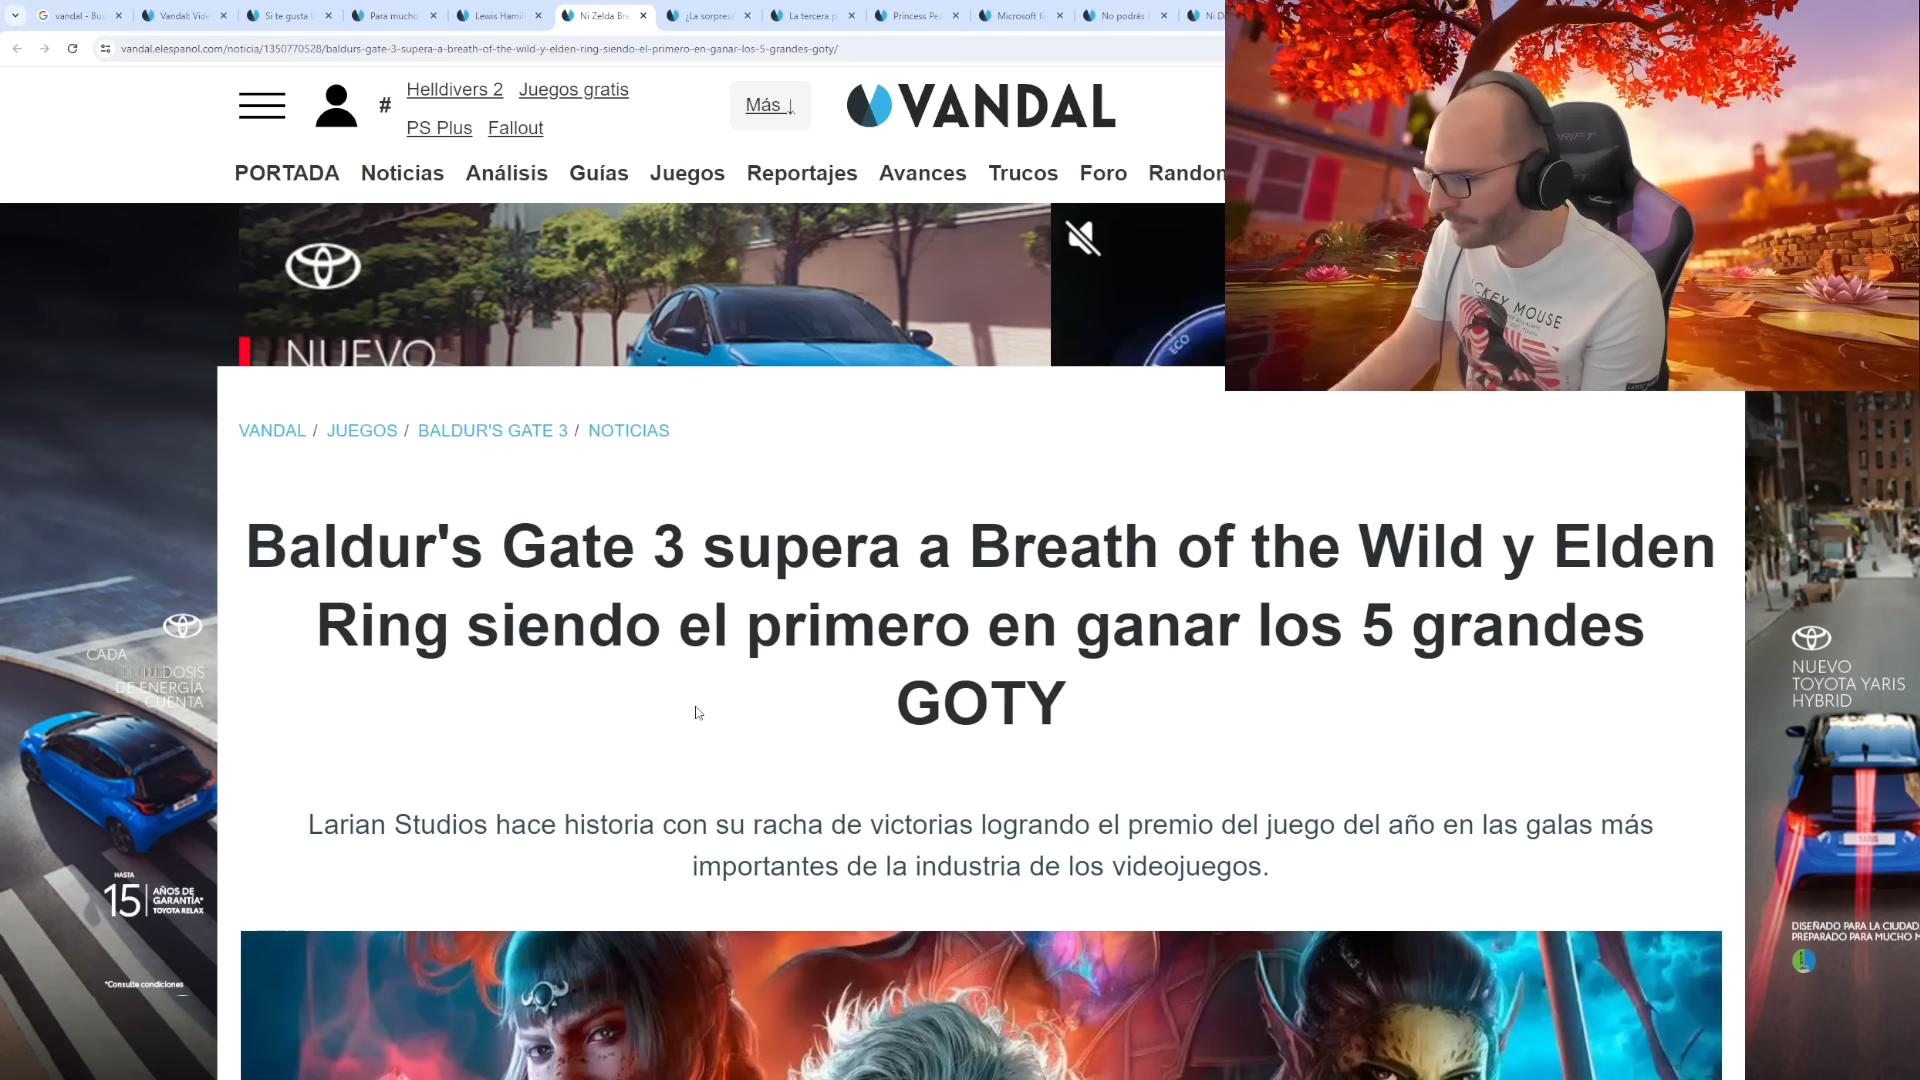 vandal - Bus
Vandal: Vide
Si te gusta l
Para mucho
Lewis Hamil
Ni Zelda Bre
¿La sorpres
La tercera p
Princess Pea
Microsoft fi
No podrás
Ni D
vandal.elespanol.com/noticia/1350770528/baldurs-gate-3-supera-a-breath-of-the-wild-y-elden-ring-siendo-el-primero-en-ganar-los-5-grandes-goty/
# Helldivers 2 Juegos gratis
PS Plus Fallout
Más ↓
VANDAL
PORTADA Noticias Análisis Guías Juegos Reportajes Avances Trucos Foro Random
NUEVO
ECO
DRIFT
MICKEY MOUSE
VANDAL / JUEGOS / BALDUR'S GATE 3 / NOTICIAS
Baldur's Gate 3 supera a Breath of the Wild y Elden
Ring siendo el primero en ganar los 5 grandes
GOTY
Larian Studios hace historia con su racha de victorias logrando el premio del juego del año en las galas más
importantes de la industria de los videojuegos.
CADA
DOSIS
DE ENERGÍA
CUENTA
HASTA
15 AÑOS DE
GARANTÍA*
TOYOTA RELAX
*Consulte condiciones
NUEVO
TOYOTA YARIS
HYBRID
DISEÑADO PARA LA CIUDAD
PREPARADO PARA MUCHO M